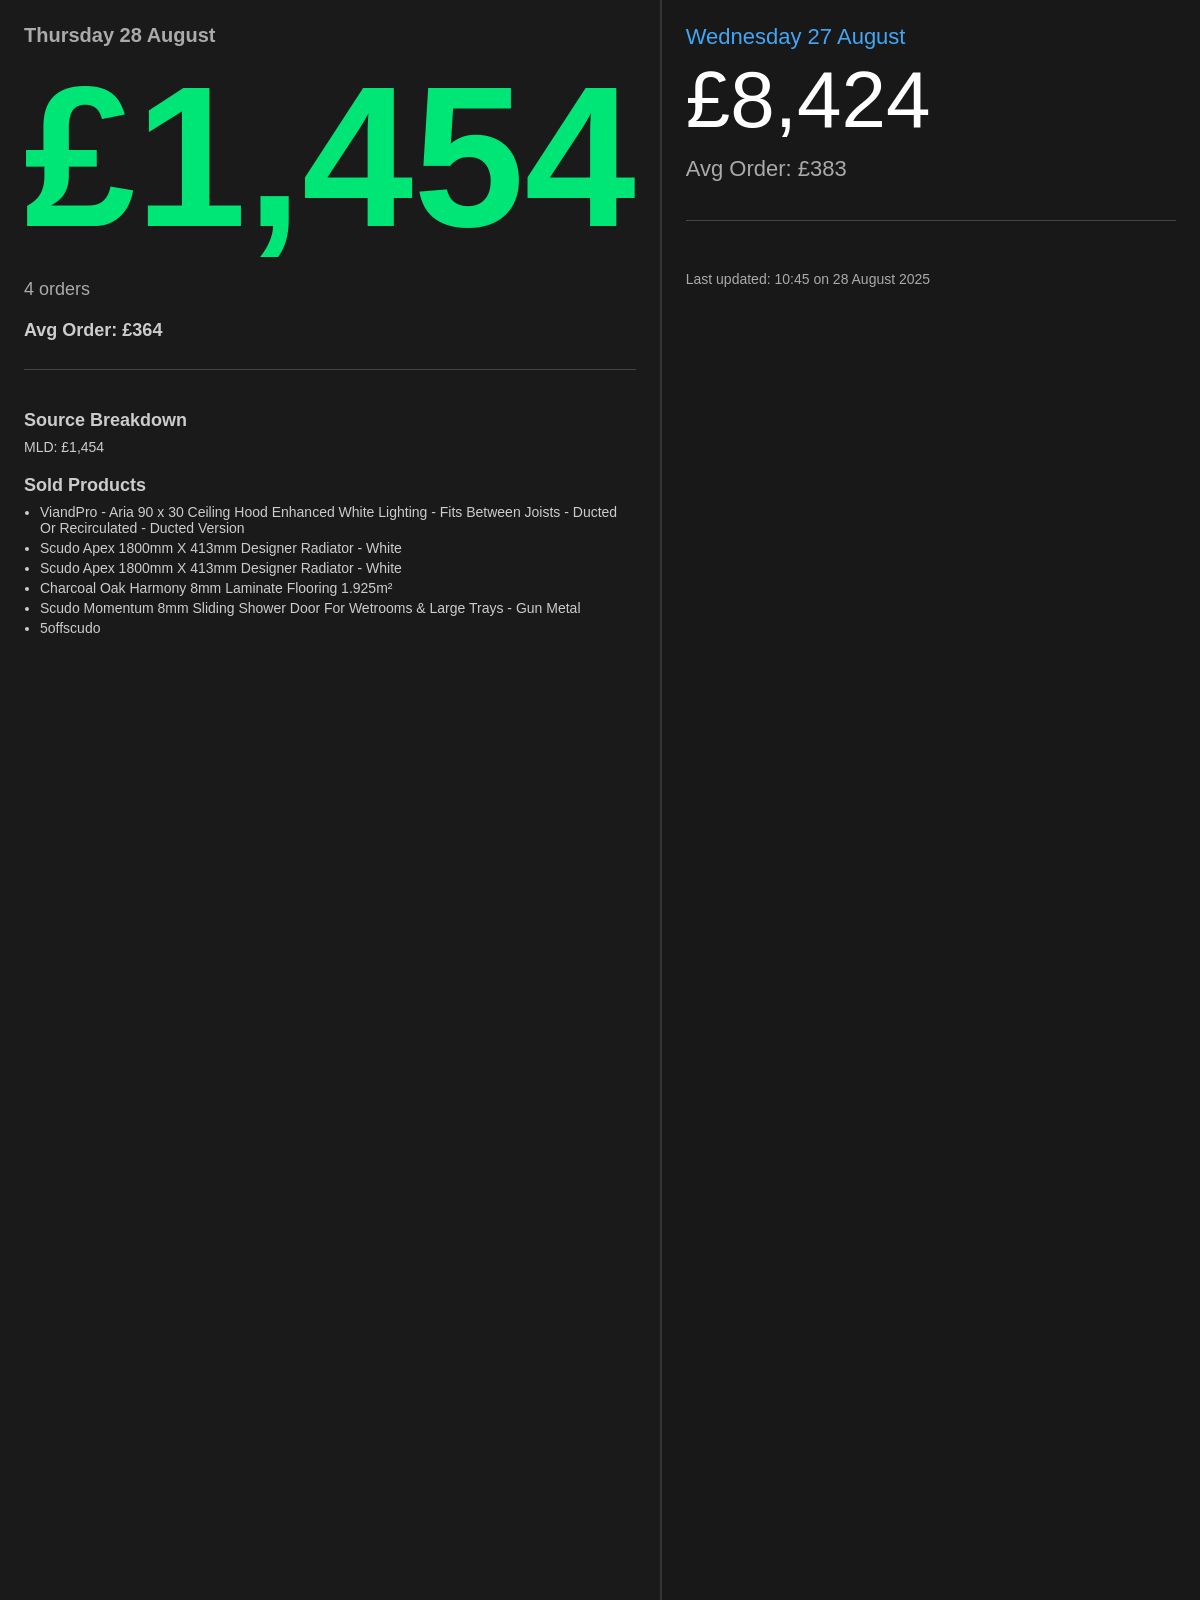 Thursday 28 August
£1,454
4 orders
Avg Order: £364
Source Breakdown
MLD: £1,454
Sold Products
• ViandPro - Aria 90 x 30 Ceiling Hood Enhanced White Lighting - Fits Between Joists - Ducted
Or Recirculated - Ducted Version
• Scudo Apex 1800mm X 413mm Designer Radiator - White
• Scudo Apex 1800mm X 413mm Designer Radiator - White
• Charcoal Oak Harmony 8mm Laminate Flooring 1.925m²
• Scudo Momentum 8mm Sliding Shower Door For Wetrooms & Large Trays - Gun Metal
• 5offscudo
Wednesday 27 August
£8,424
Avg Order: £383
Last updated: 10:45 on 28 August 2025